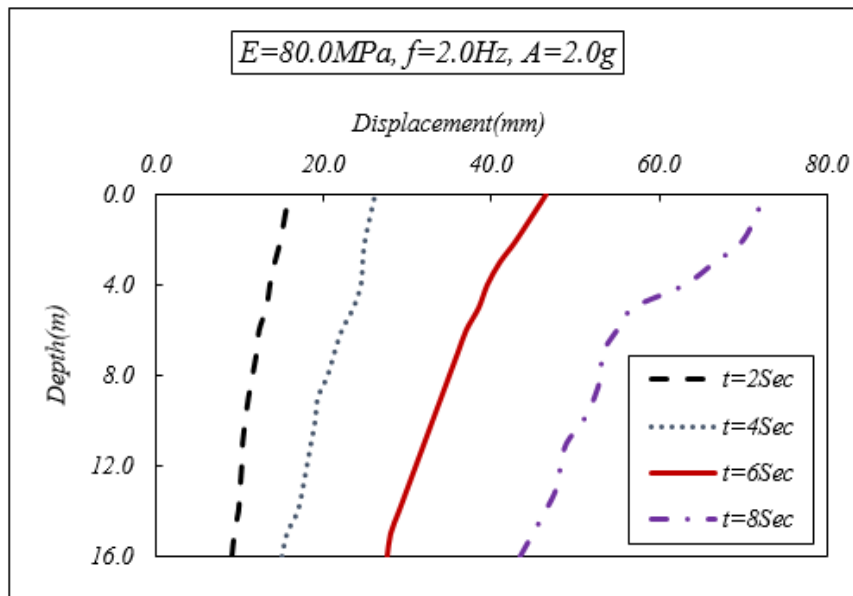 E=80.0MPa, f=2.0Hz, A=2.0g
Displacement(mm)
0.0 20.0 40.0 60.0 80.0
0.0
4.0
8.0
12.0
16.0
Depth(m)
t=2Sec
t=4Sec
t=6Sec
t=8Sec